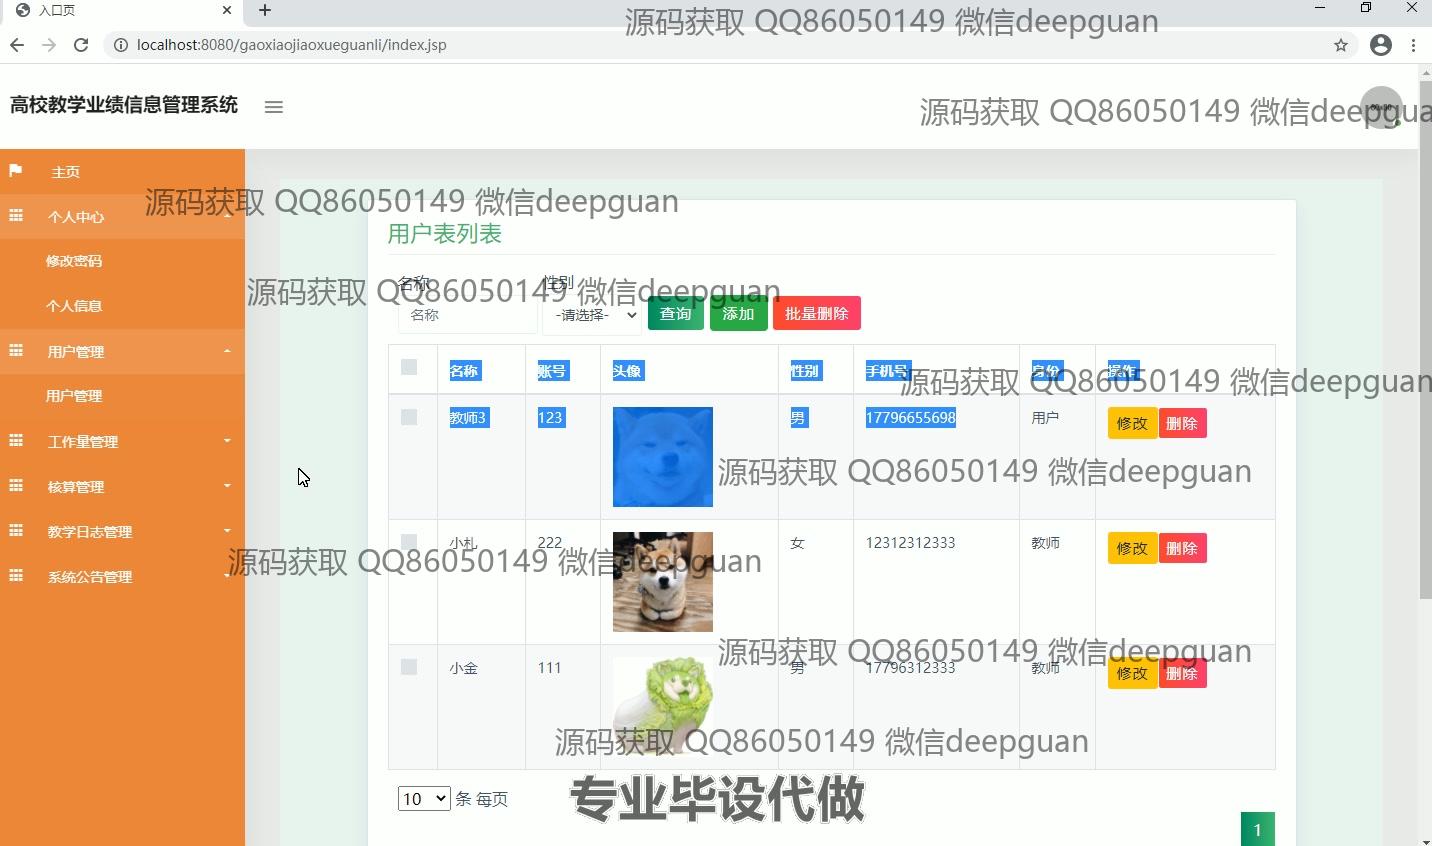 入口页
源码获取 QQ86050149 微信deepguan
localhost:8080/gaoxiaojiaoxueguanli/index.jsp
高校教学业绩信息管理系统
源码获取 QQ86050149 微信deepgua
主页
源码获取 QQ86050149 微信deepguan
个人中心
用户表列表
修改密码
名称 性别
源码获取 QQ86050149 微信deepguan
个人信息
名称 -请选择- 查询 添加 批量删除
用户管理
名称 账号 头像 性别 手机号 身份 操作
源码获取 QQ86050149 微信deepguan
用户管理
教师3 123 男 17796655698 用户 修改 删除
工作量管理
源码获取 QQ86050149 微信deepguan
核算管理
教学日志管理
小札 222 女 12312312333 教师 修改 删除
源码获取 QQ86050149 微信deepguan
系统公告管理
源码获取 QQ86050149 微信deepguan
小金 111 男 17796312333 教师 修改 删除
源码获取 QQ86050149 微信deepguan
10 条 每页
专业毕设代做
1